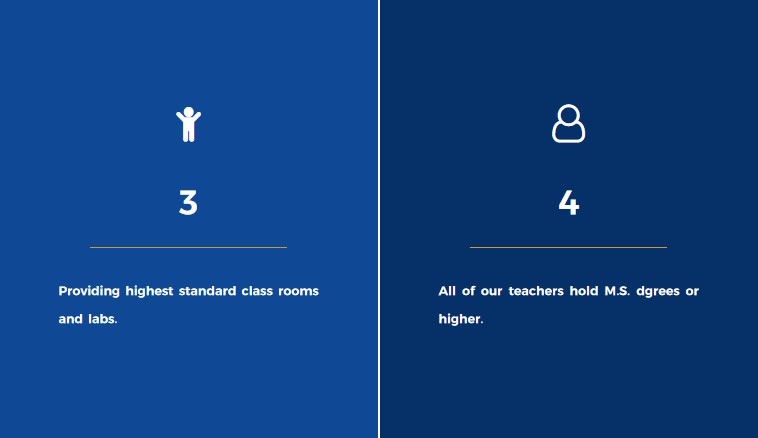 3
Providing highest standard class rooms
and labs.
4
All of our teachers hold M.S. dgrees or
higher.